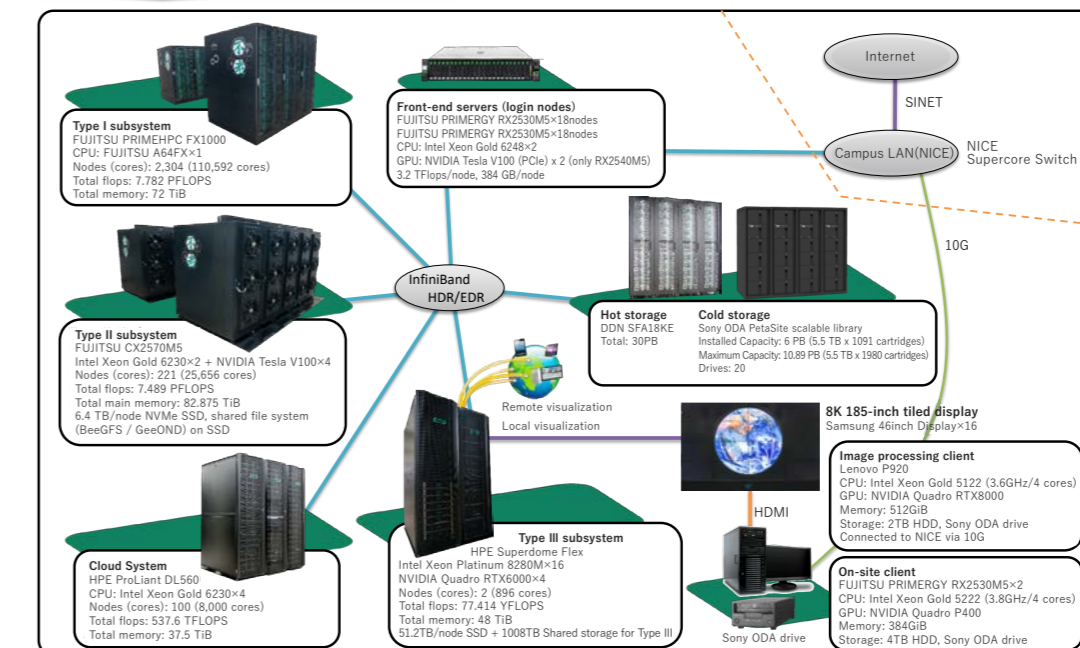 Internet
SINET
Campus LAN(NICE)
NICE
Supercore Switch
10G
Type I subsystem
FUJITSU PRIMEHPC FX1000
CPU: FUJITSU A64FX×1
Nodes (cores): 2,304 (110,592 cores)
Total flops: 7.782 PFLOPS
Total memory: 72 TiB
Front-end servers (login nodes)
FUJITSU PRIMERGY RX2530M5×18nodes
FUJITSU PRIMERGY RX2530M5×18nodes
CPU: Intel Xeon Gold 6248×2
GPU: NVIDIA Tesla V100 (PCIe) x 2 (only RX2540M5)
3.2 TFlops/node, 384 GB/node
InfiniBand
HDR/EDR
Type II subsystem
FUJITSU CX2570M5
Intel Xeon Gold 6230×2 + NVIDIA Tesla V100×4
Nodes (cores): 221 (25,656 cores)
Total flops: 7.489 PFLOPS
Total main memory: 82.875 TiB
6.4 TB/node NVMe SSD, shared file system
(BeeGFS / GeeOND) on SSD
Hot storage
DDN SFA18KE
Total: 30PB
Cold storage
Sony ODA PetaSite scalable library
Installed Capacity: 6 PB (5.5 TB x 1091 cartridges)
Maximum Capacity: 10.89 PB (5.5 TB x 1980 cartridges)
Drives: 20
Remote visualization
Local visualization
8K 185-inch tiled display
Samsung 46inch Display×16
HDMI
Image processing client
Lenovo P920
CPU: Intel Xeon Gold 5122 (3.6GHz/4 cores)
GPU: NVIDIA Quadro RTX8000
Memory: 512GiB
Storage: 2TB HDD, Sony ODA drive
Connected to NICE via 10G
Cloud System
HPE ProLiant DL560
CPU: Intel Xeon Gold 6230×4
Nodes (cores): 100 (8,000 cores)
Total flops: 537.6 TFLOPS
Total memory: 37.5 TiB
Type III subsystem
HPE Superdome Flex
Intel Xeon Platinum 8280M×16
NVIDIA Quadro RTX6000×4
Nodes (cores): 2 (896 cores)
Total flops: 77.414 YFLOPS
Total memory: 48 TiB
51.2TB/node SSD + 1008TB Shared storage for Type III
Sony ODA drive
On-site client
FUJITSU PRIMERGY RX2530M5×2
CPU: Intel Xeon Gold 5222 (3.8GHz/4 cores)
GPU: NVIDIA Quadro P400
Memory: 384GiB
Storage: 4TB HDD, Sony ODA drive